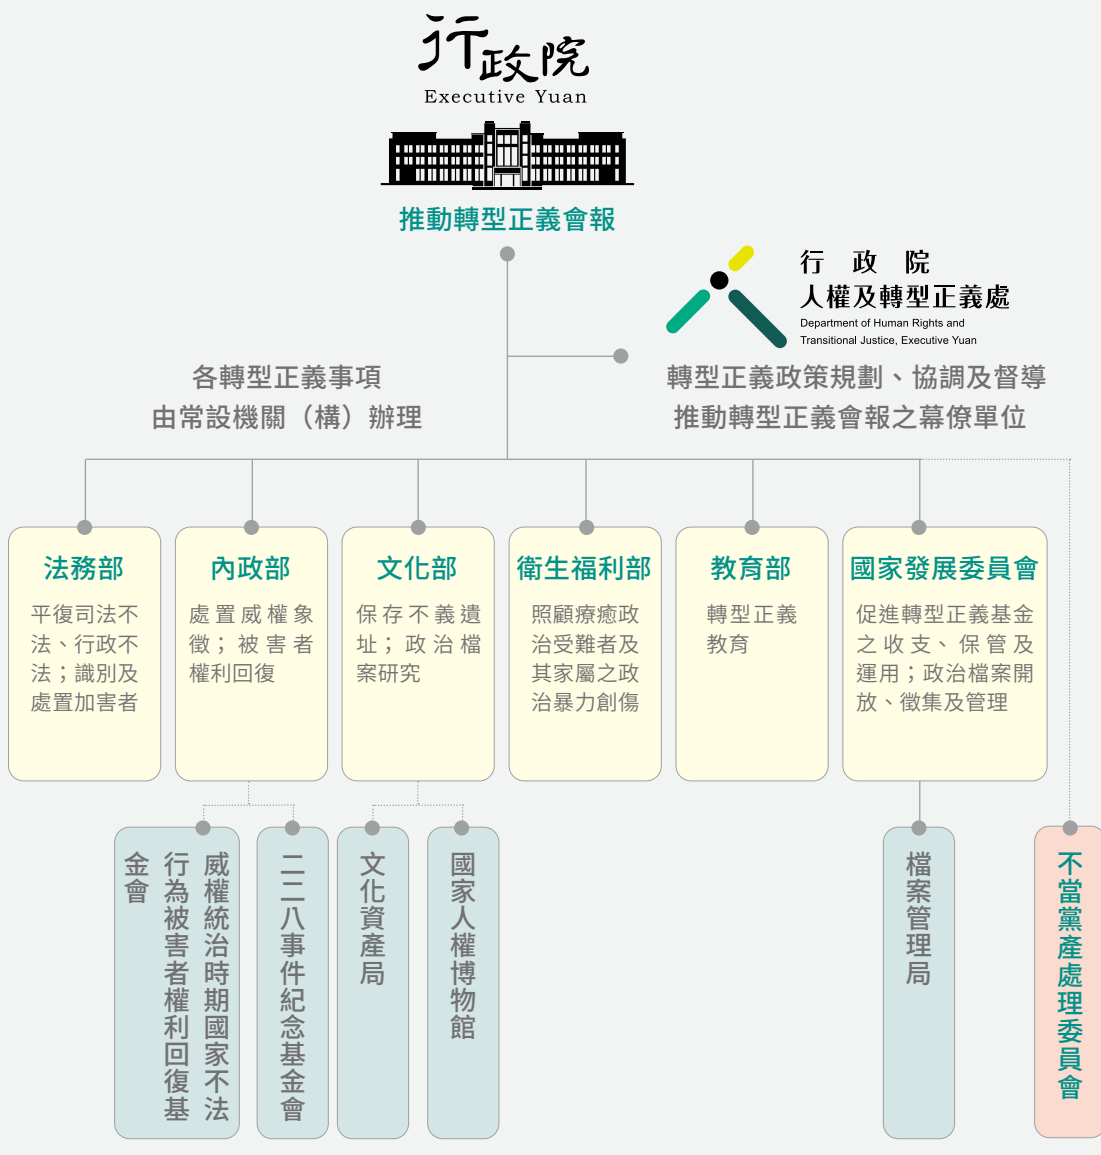 行政院
Executive Yuan
推動轉型正義會報
行政院
人權及轉型正義處
Department of Human Rights and
Transitional Justice, Executive Yuan
各轉型正義事項
由常設機關（構）辦理
轉型正義政策規劃、協調及督導
推動轉型正義會報之幕僚單位
法務部
平復司法不
法、行政不
法；識別及
處置加害者
內政部
處置威權象
徵；被害者
權利回復
文化部
保存不義遺
址；政治檔
案研究
衛生福利部
照顧療癒政
治受難者及
其家屬之政
治暴力創傷
教育部
轉型正義
教育
國家發展委員會
促進轉型正義基金
之收支、保管及
運用；政治檔案開
放、徵集及管理
威權統治時期國家不法
行為被害者權利回復基
金會
二二八事件紀念基金會
文化資產局
國家人權博物館
檔案管理局
不當黨產處理委員會